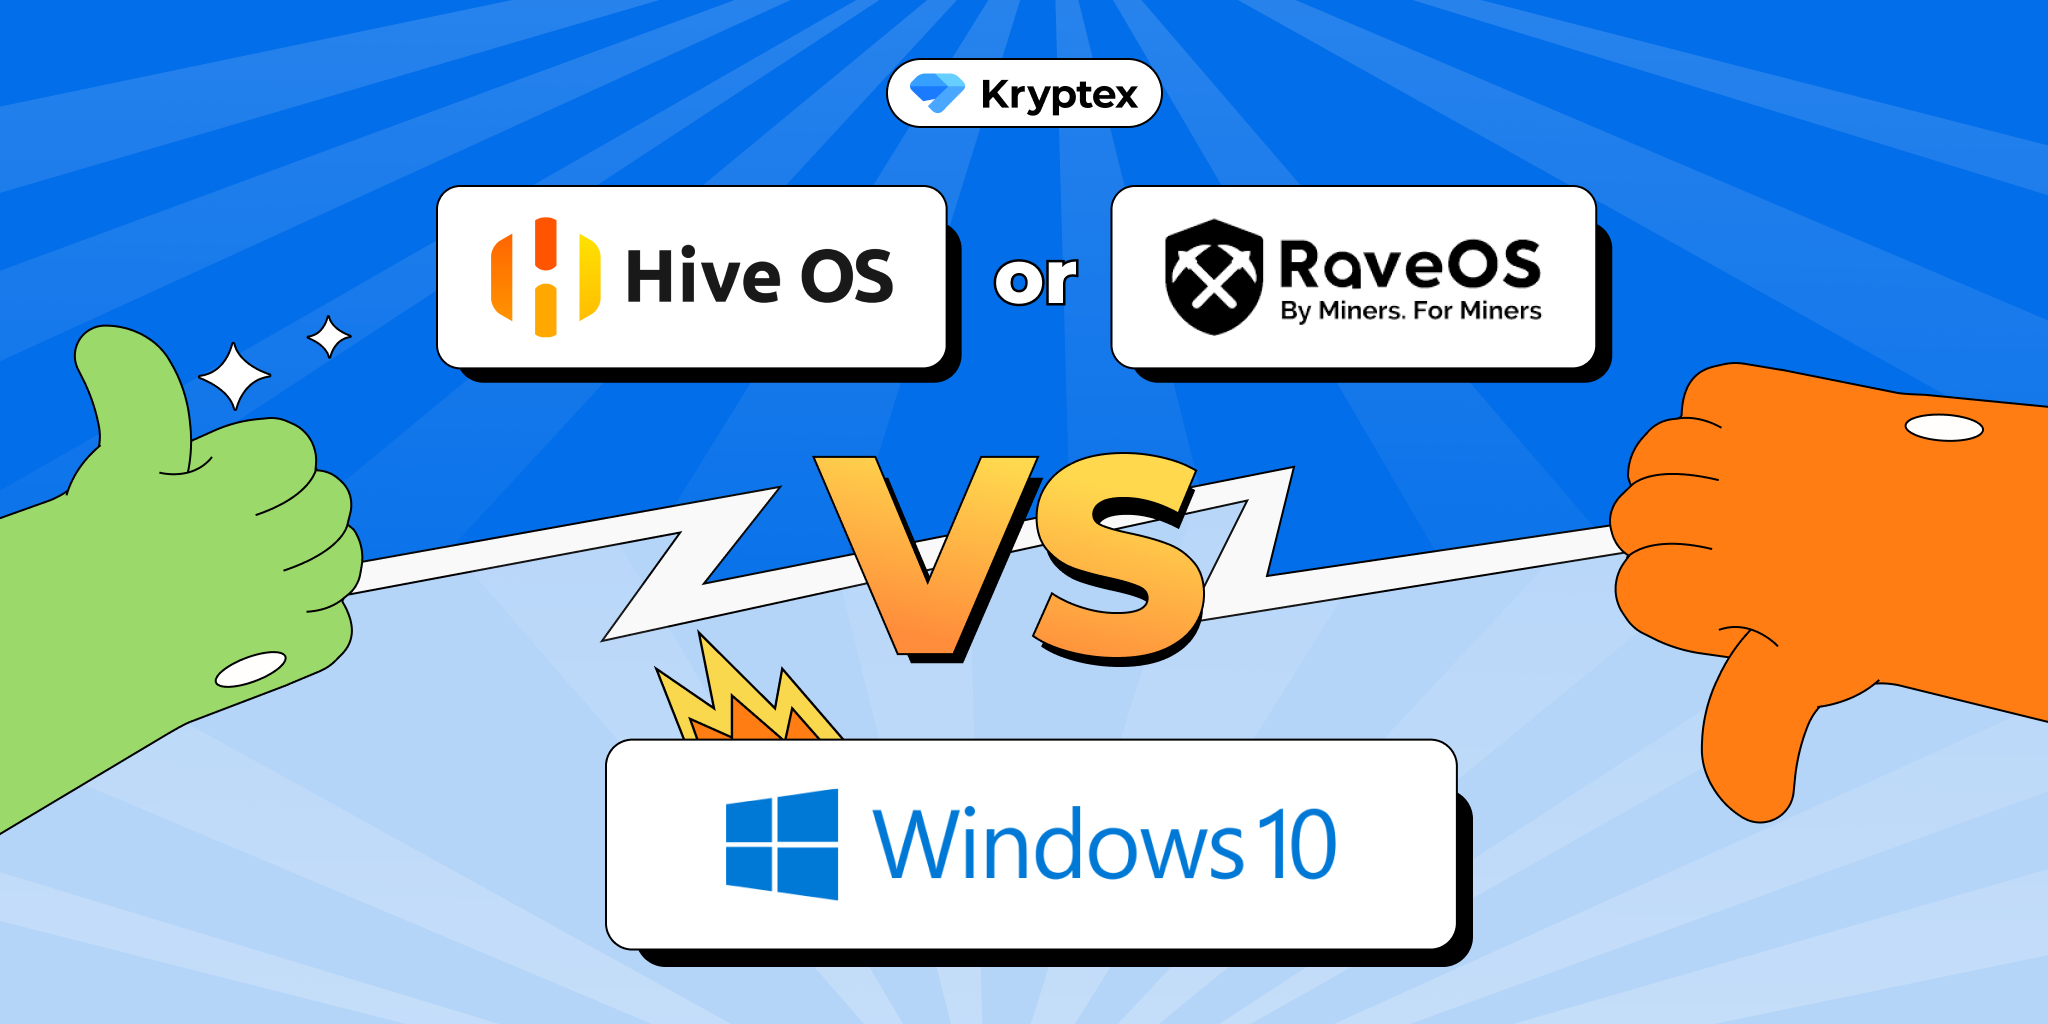 Kryptex
Hive OS
or
RaveOS
By Miners. For Miners
VS
Windows 10